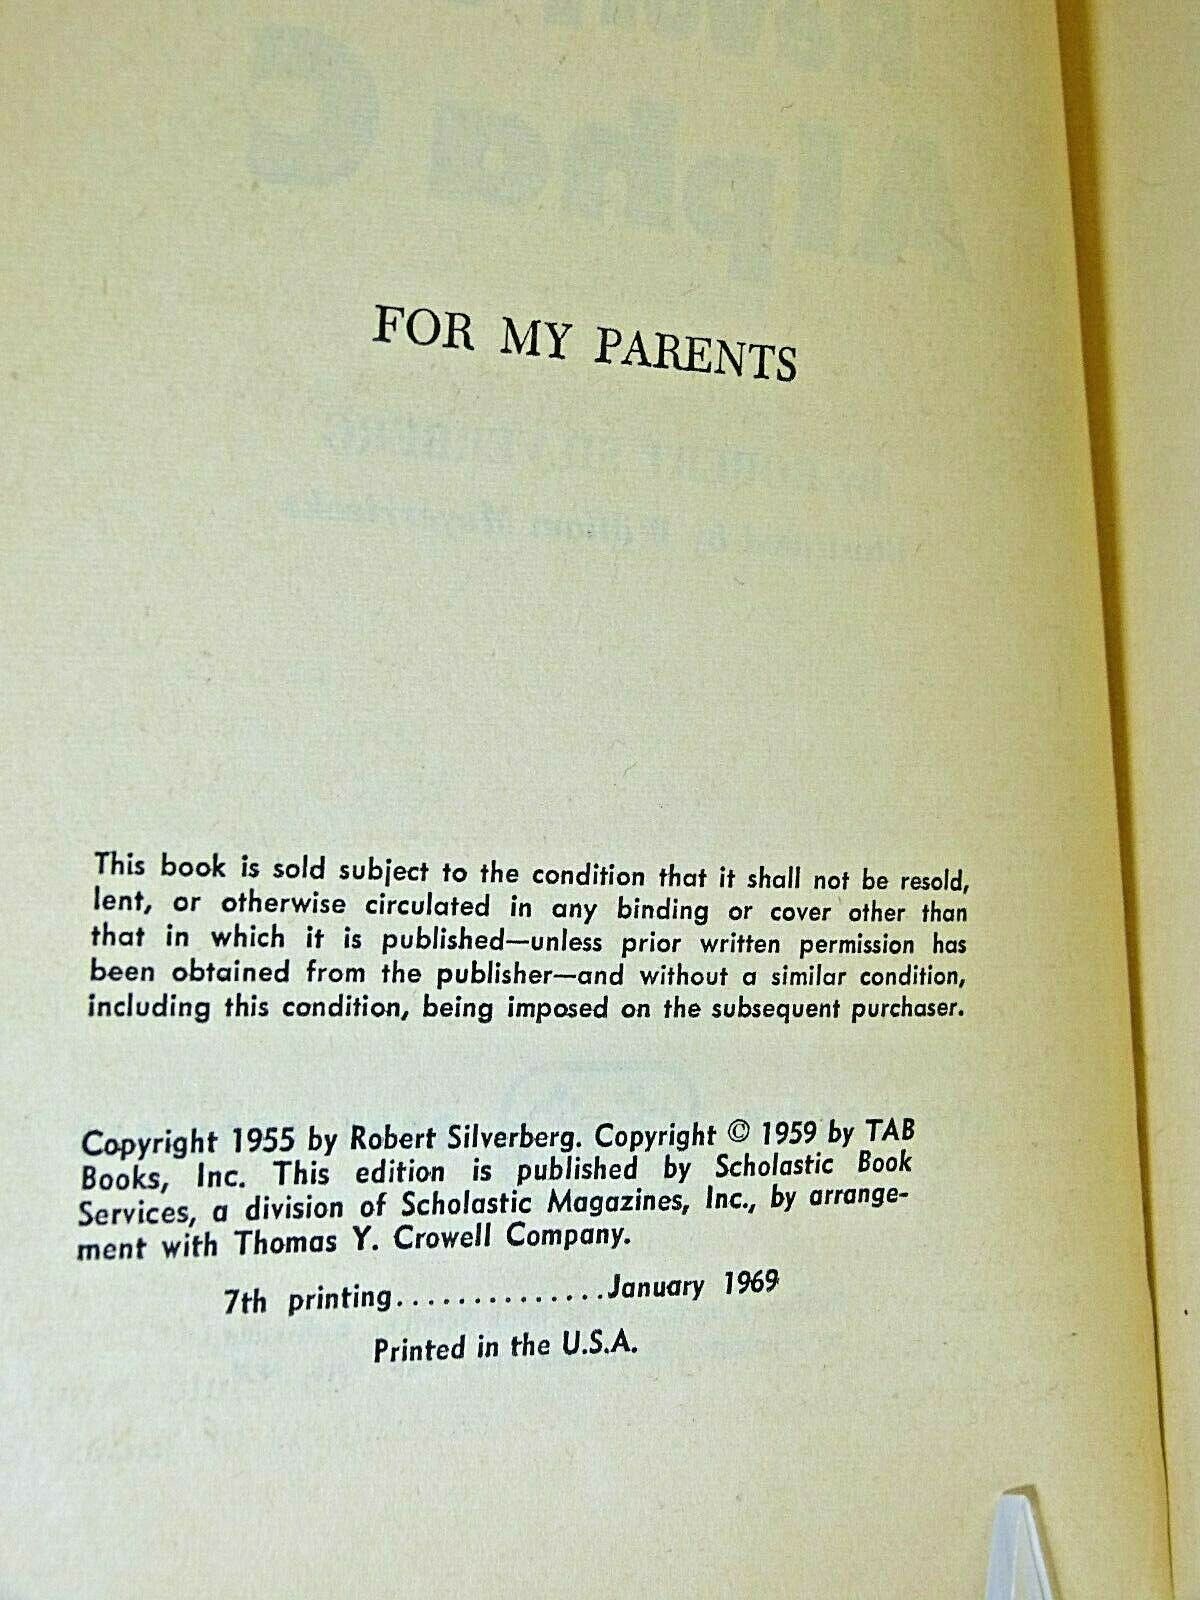 FOR MY PARENTS
This book is sold subject to the condition that it shall not be resold,
lent, or otherwise circulated in any binding or cover other than
that in which it is published—unless prior written permission has
been obtained from the publisher—and without a similar condition,
including this condition, being imposed on the subsequent purchaser.
Copyright 1955 by Robert Silverberg. Copyright © 1959 by TAB
Books, Inc. This edition is published by Scholastic Book
Services, a division of Scholastic Magazines, Inc., by arrange-
ment with Thomas Y. Crowell Company.
7th printing..............January 1969
Printed in the U.S.A.